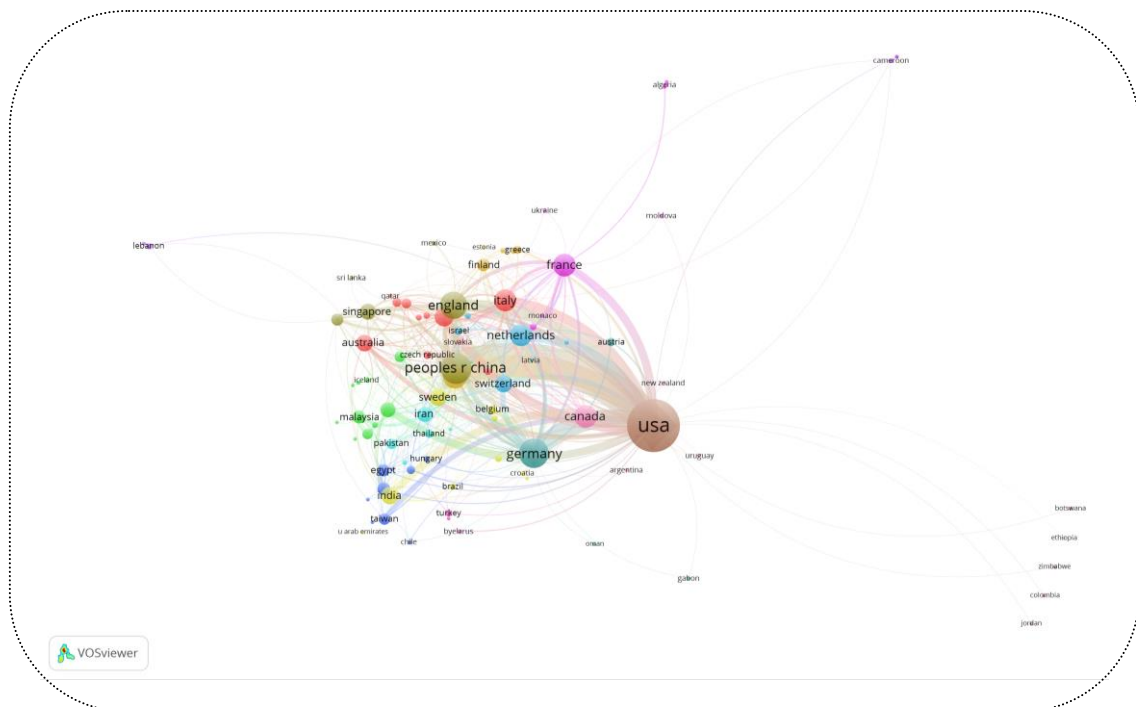 cameroon
algeria
ukraine
moldova
lebanon
mexico
estonia
greece
finland
france
sri lanka
qatar
england
italy
singapore
monaco
israel
netherlands
australia
slovekia
austria
czech republic
latvia
peoples r china
iceland
switzerland
new zealand
sweden
belgium
malaysia
iran
canada
usa
thailand
pakistan
germany
uruguay
hungary
egypt
croatia
argentina
brazil
india
botswana
turkey
taiwan
u arab emirates
byelarus
ethiopia
chile
oman
zimbabwe
gabon
colombia
jordan
VOSviewer